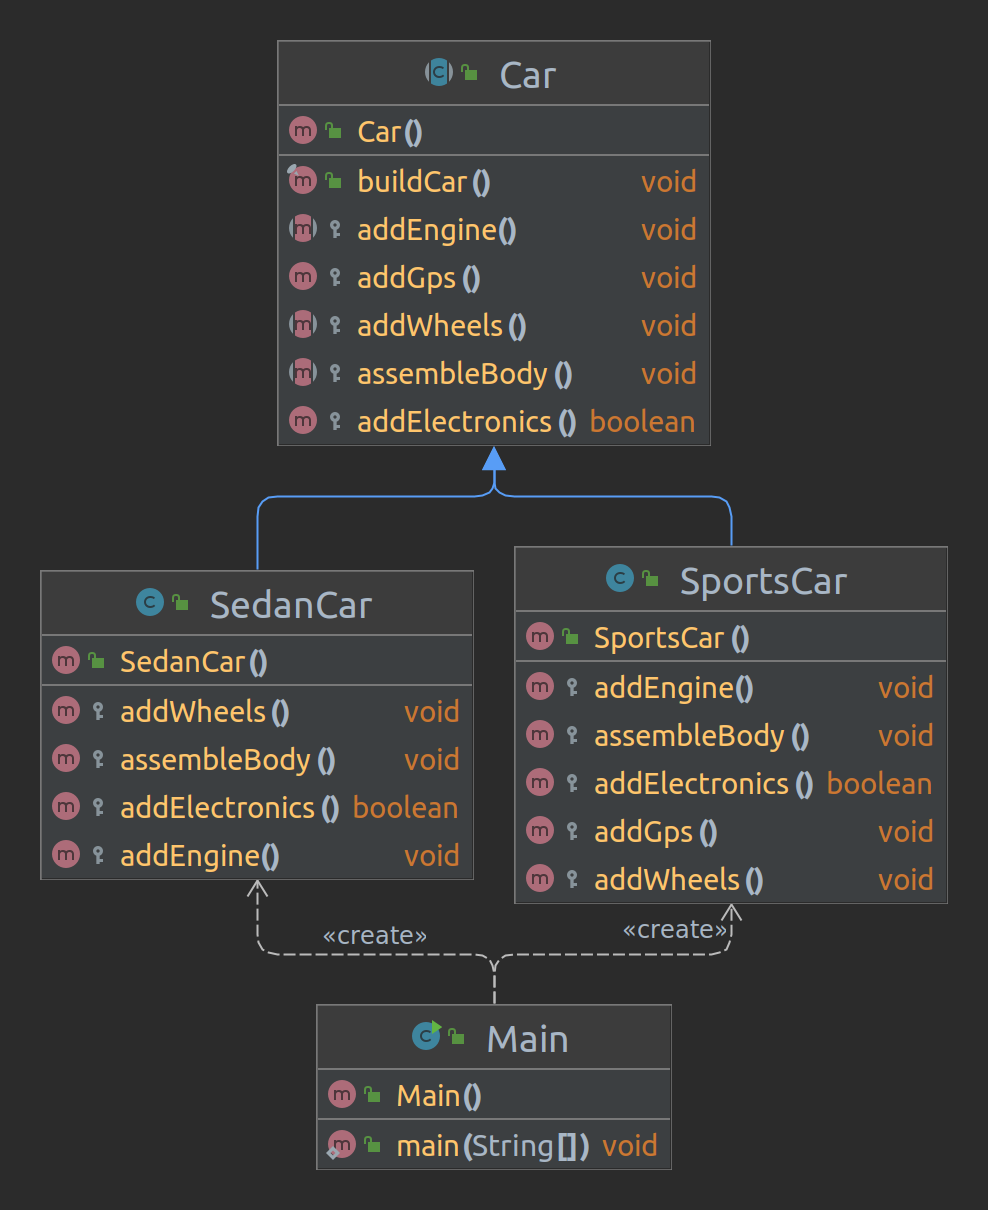 Car
Car()
buildCar() void
addEngine() void
addGps() void
addWheels() void
assembleBody() void
addElectronics() boolean
SedanCar
SedanCar()
addWheels() void
assembleBody() void
addElectronics() boolean
addEngine() void
SportsCar
SportsCar()
addEngine() void
assembleBody() void
addElectronics() boolean
addGps() void
addWheels() void
«create»
«create»
Main
Main()
main(String[]) void